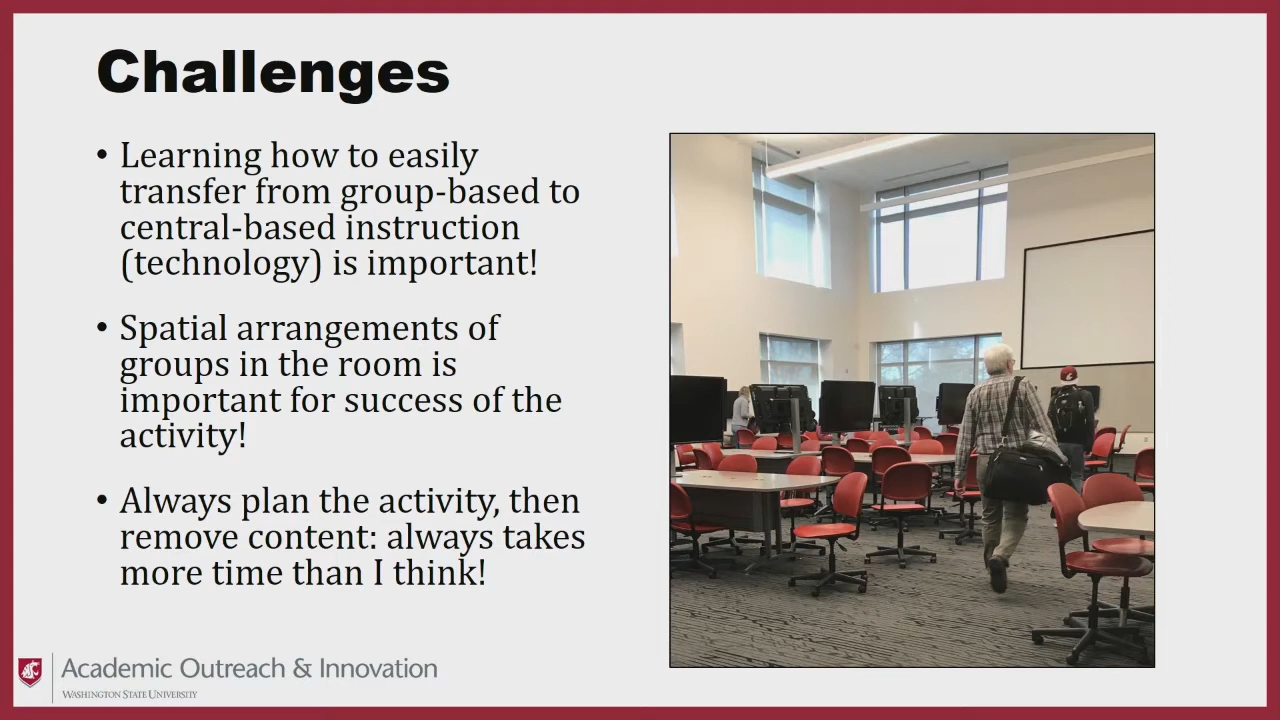 Challenges
• Learning how to easily
transfer from group-based to
central-based instruction
(technology) is important!
• Spatial arrangements of
groups in the room is
important for success of the
activity!
• Always plan the activity, then
remove content: always takes
more time than I think!
Academic Outreach & Innovation
WASHINGTON STATE UNIVERSITY